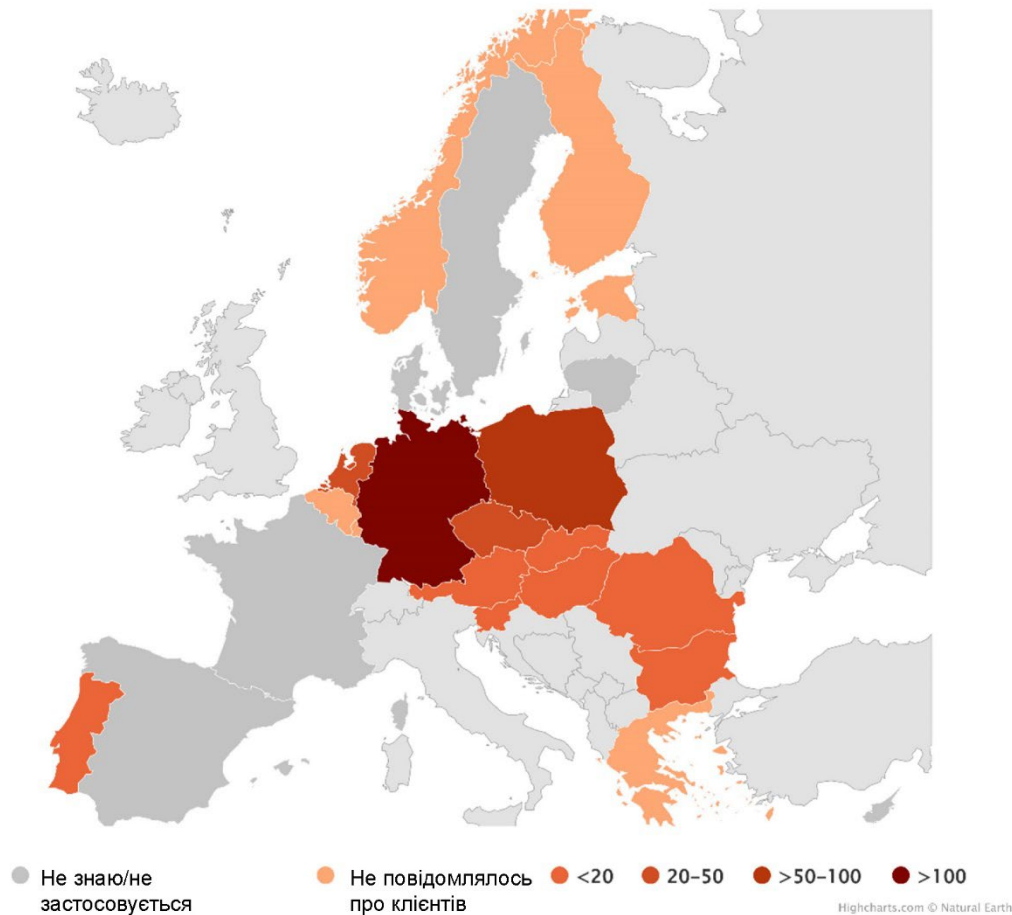 Не знаю/не
застосовується
Не повідомлялось
про клієнтів
<20
20–50
>50–100
>100
Highcharts.com © Natural Earth